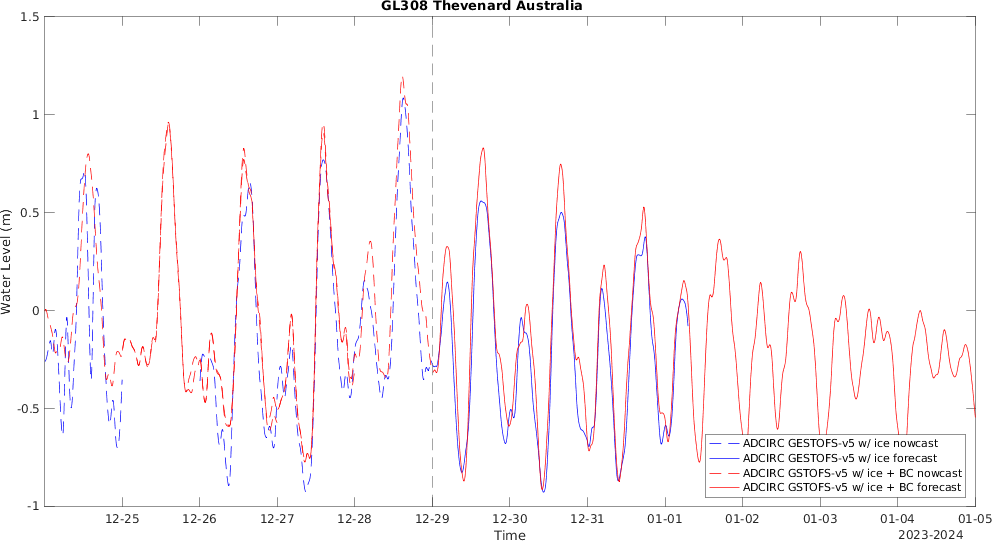 GL308 Thevenard Australia
1.5
1
0.5
0
-0.5
-1
Water Level (m)
12-25 12-26 12-27 12-28 12-29 12-30 12-31 01-01 01-02 01-03 01-04 01-05
Time
2023-2024
ADCIRC GESTOFS-v5 w/ ice nowcast
ADCIRC GESTOFS-v5 w/ ice forecast
ADCIRC GSTOFS-v5 w/ ice + BC nowcast
ADCIRC GSTOFS-v5 w/ ice + BC forecast